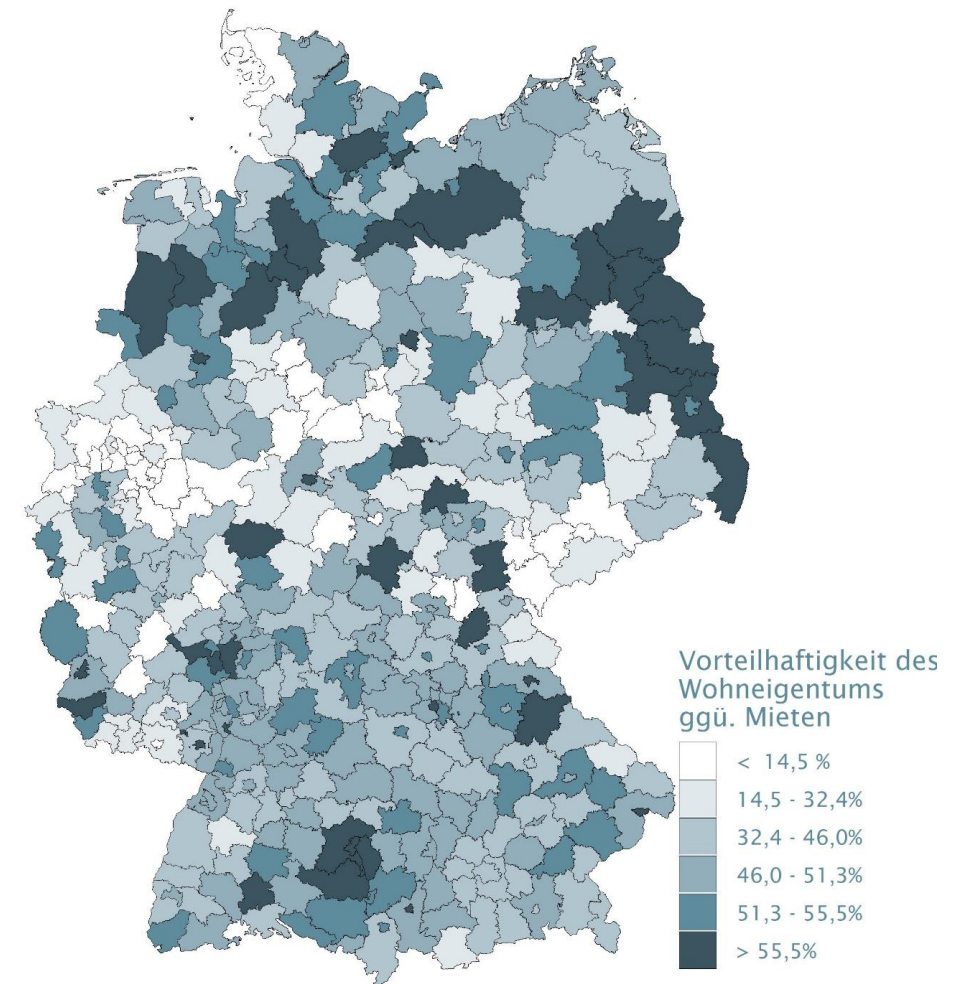 Vorteilhaftigkeit des
Wohneigentums
ggü. Mieten
< 14,5 %
14,5 - 32,4%
32,4 - 46,0%
46,0 - 51,3%
51,3 - 55,5%
> 55,5%